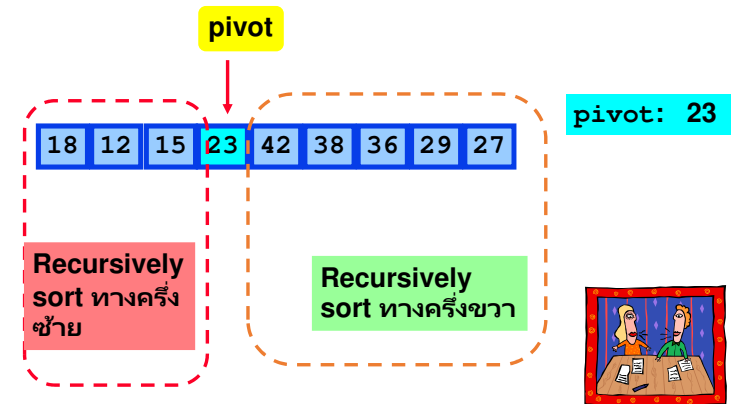 pivot
pivot: 23
18 12 15 23 42 38 36 29 27
Recursively
sort ทางครึ่ง
ซ้าย
Recursively
sort ทางครึ่งขวา